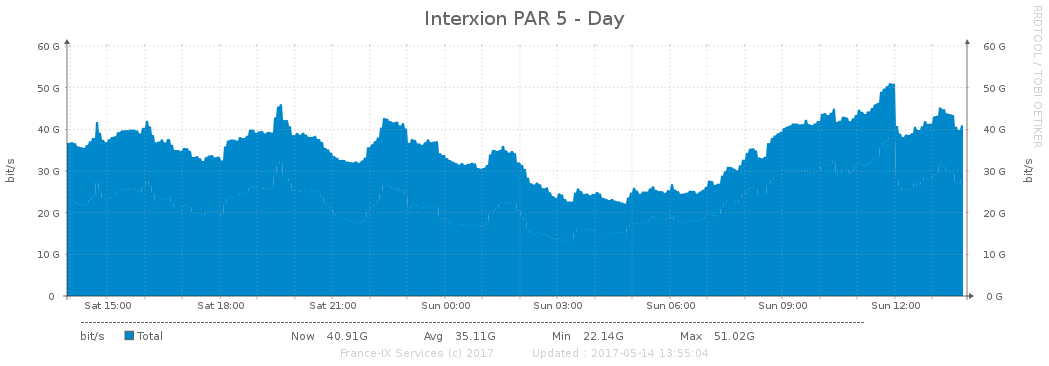 Interxion PAR 5 - Day
RRDTOOL / TOBI OETIKER
60 G 60 G
50 G 50 G
40 G 40 G
30 G 30 G
20 G 20 G
10 G 10 G
0 0 G
bit/s bit/s
Sat 15:00 Sat 18:00 Sat 21:00 Sun 00:00 Sun 03:00 Sun 06:00 Sun 09:00 Sun 12:00
bit/s Total Now 40.91G Avg 35.11G Min 22.14G Max 51.02G
France-IX Services (c) 2017 Updated : 2017-05-14 13:55:04